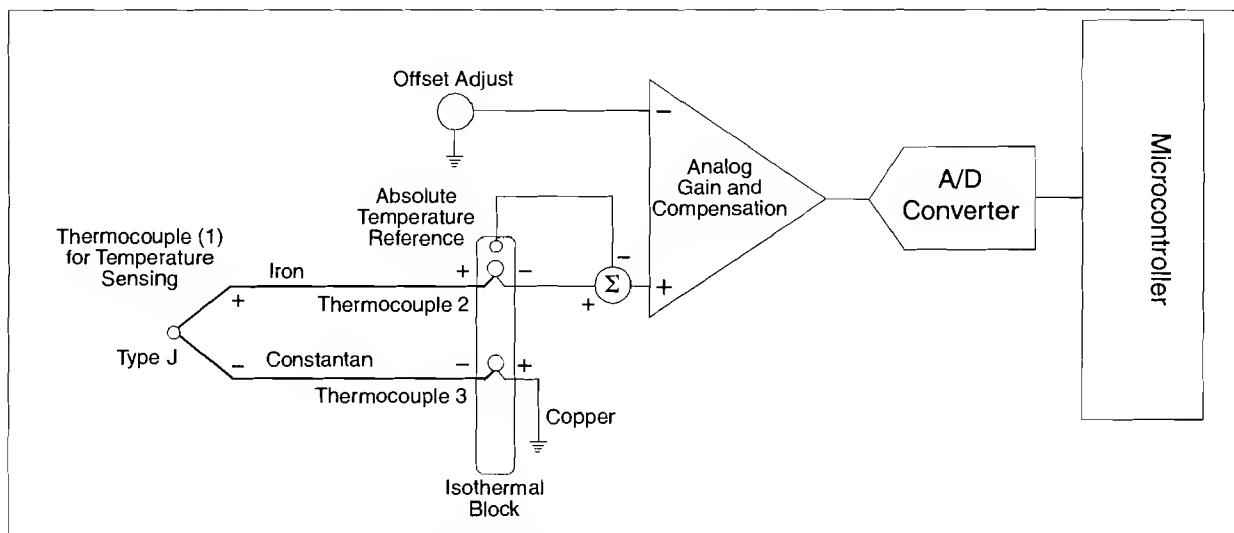 Offset Adjust
−
Analog
Gain and
Compensation
+
A/D
Converter
Microcontroller
Absolute
Temperature
Reference
−
Σ
+
Thermocouple (1)
for Temperature
Sensing
Iron
+
+ −
Thermocouple 2
Type J
−
Constantan
− +
Thermocouple 3
Copper
Isothermal
Block